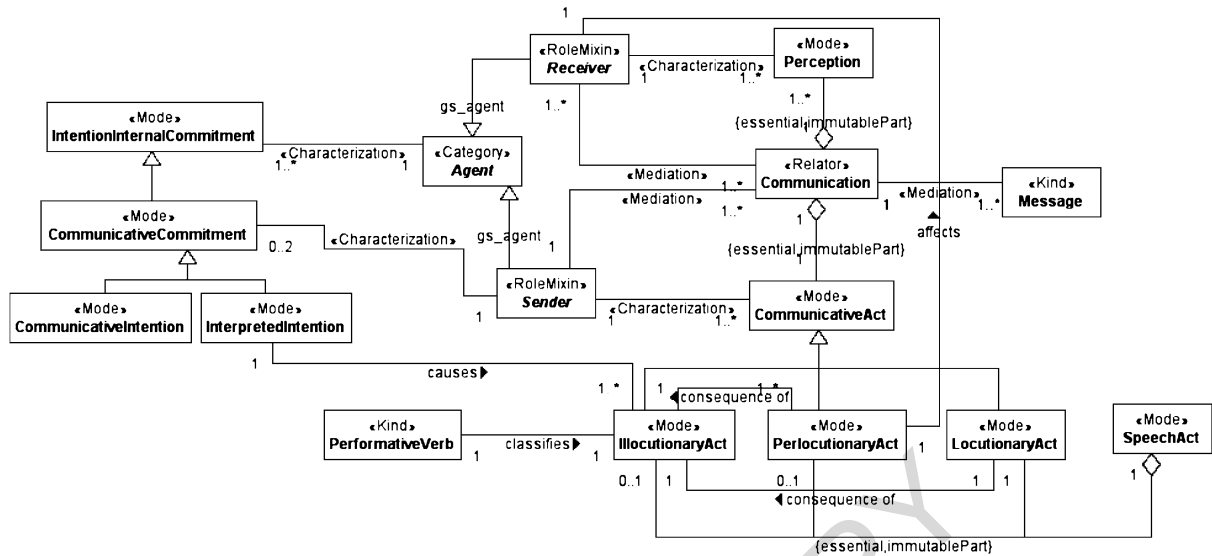 1
1
«RoleMixin»
Receiver
«Characterization»
1
1..*
«Mode»
Perception
1..*
1..*
gs_agent
{essential,immutablePart}
1
«Mode»
IntentionInternalCommitment
«Characterization»
1..*
1
«Category»
Agent
«Relator»
Communication
«Mediation»
1..*
«Mediation»
1..*
1
«Mediation»
1..*
«Kind»
Message
«Mode»
CommunicativeCommitment
0..2
«Characterization»
gs_agent
1
1
affects
{essential,immutablePart}
1
«RoleMixin»
Sender
1
«Characterization»
1
1..*
«Mode»
CommunicativeAct
«Mode»
CommunicativeIntention
«Mode»
InterpretedIntention
1
causes
1..*
1
1..*
consequence of
«Kind»
PerformativeVerb
1
classifies
1
«Mode»
IllocutionaryAct
«Mode»
PerlocutionaryAct
1
«Mode»
LocutionaryAct
«Mode»
SpeechAct
0..1
1
0..1
1
1
1
consequence of
{essential,immutablePart}
PY